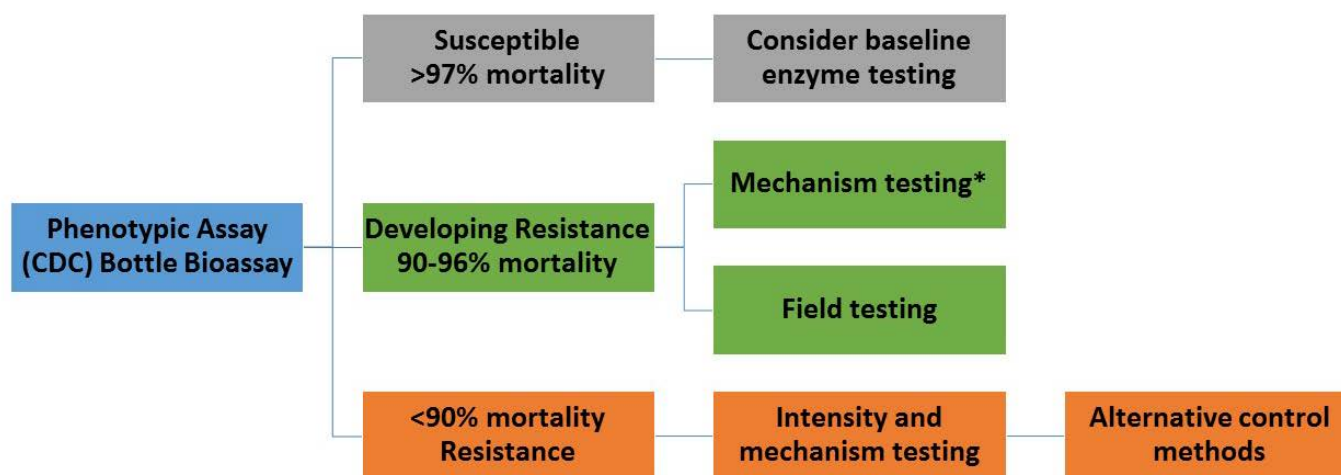 Phenotypic Assay
(CDC) Bottle Bioassay
Susceptible
>97% mortality
Consider baseline
enzyme testing
Developing Resistance
90-96% mortality
Mechanism testing*
Field testing
<90% mortality
Resistance
Intensity and
mechanism testing
Alternative control
methods